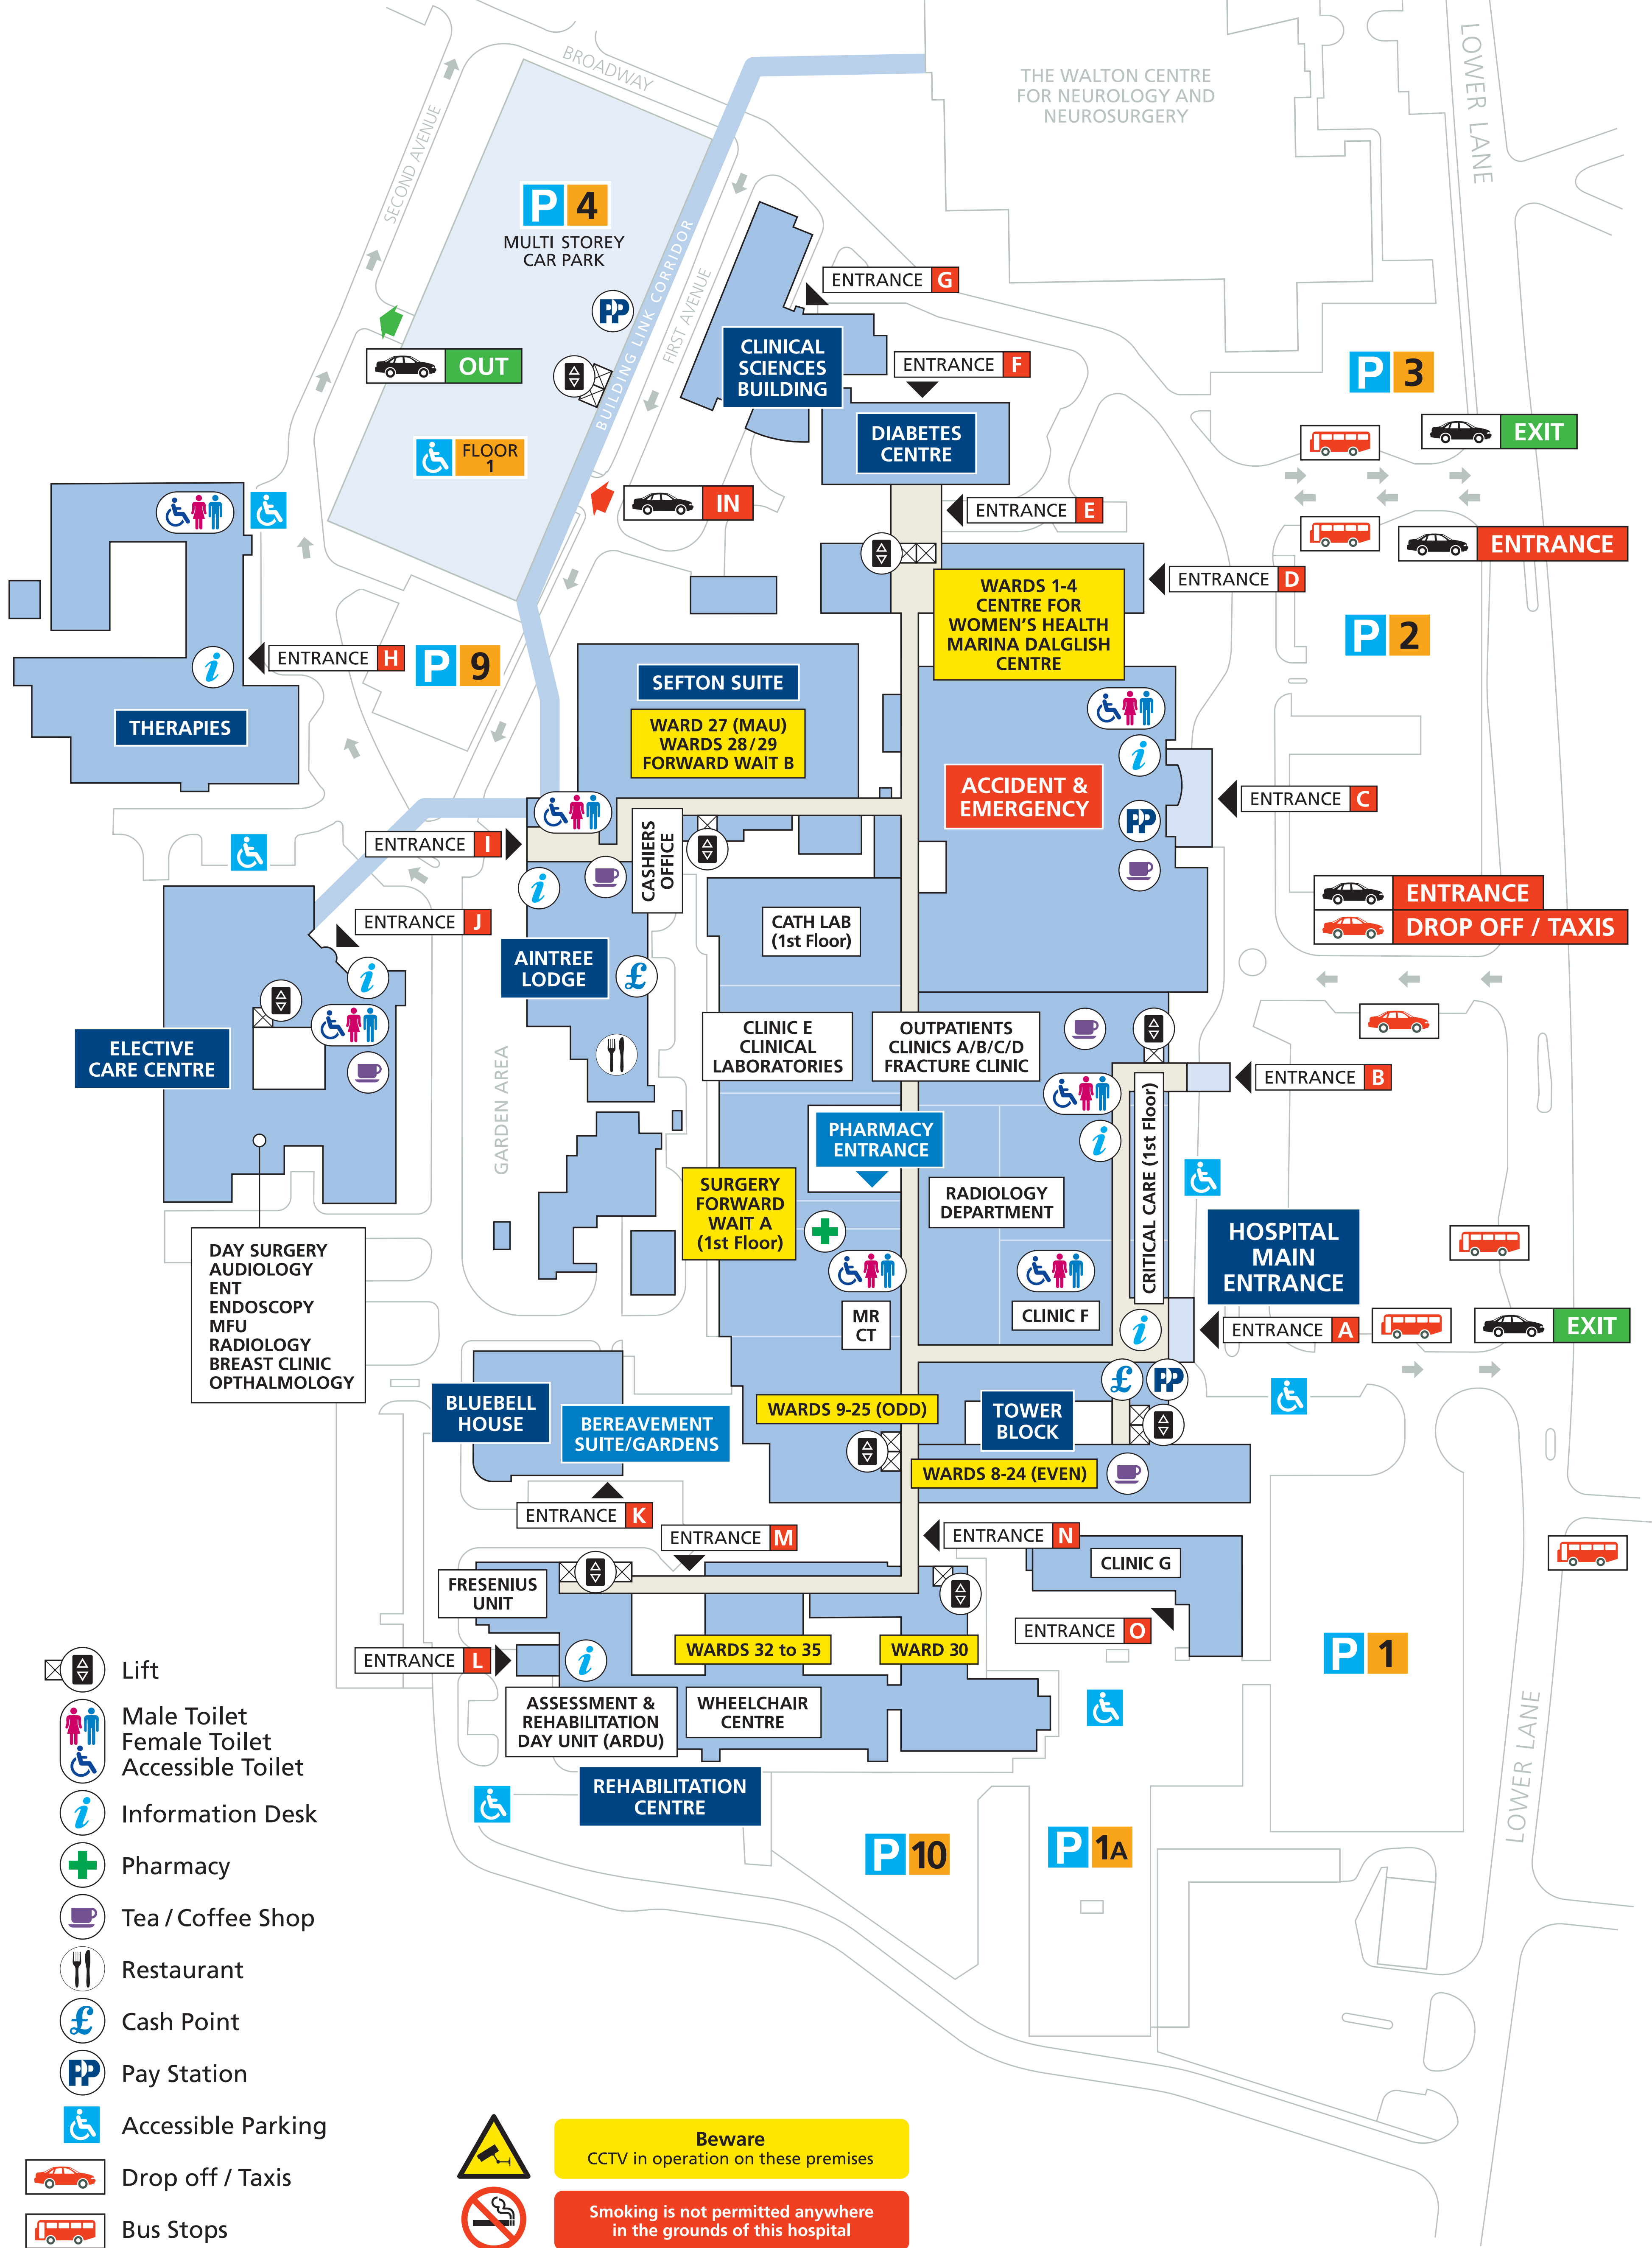 BROADWAY
THE WALTON CENTRE
FOR NEUROLOGY AND
NEUROSURGERY
LOWER LANE
SECOND AVENUE
P 4
MULTI STOREY
CAR PARK
BUILDING LINK CORRIDOR
FIRST AVENUE
ENTRANCE G
CLINICAL
SCIENCES
BUILDING
ENTRANCE F
OUT
P 3
EXIT
DIABETES
CENTRE
FLOOR
1
IN
ENTRANCE E
ENTRANCE
ENTRANCE D
WARDS 1-4
CENTRE FOR
WOMEN'S HEALTH
MARINA DALGLISH
CENTRE
P 2
ENTRANCE H
P 9
SEFTON SUITE
THERAPIES
WARD 27 (MAU)
WARDS 28/29
FORWARD WAIT B
ACCIDENT &
EMERGENCY
ENTRANCE C
ENTRANCE I
CASHIERS
OFFICE
ENTRANCE
DROP OFF / TAXIS
ENTRANCE J
CATH LAB
(1st Floor)
AINTREE
LODGE
ELECTIVE
CARE CENTRE
CLINIC E
CLINICAL
LABORATORIES
OUTPATIENTS
CLINICS A/B/C/D
FRACTURE CLINIC
ENTRANCE B
GARDEN AREA
CRITICAL CARE (1st Floor)
PHARMACY
ENTRANCE
SURGERY
FORWARD
WAIT A
(1st Floor)
RADIOLOGY
DEPARTMENT
HOSPITAL
MAIN
ENTRANCE
DAY SURGERY
AUDIOLOGY
ENT
ENDOSCOPY
MFU
RADIOLOGY
BREAST CLINIC
OPTHALMOLOGY
MR
CT
CLINIC F
ENTRANCE A
EXIT
BLUEBELL
HOUSE
BEREAVEMENT
SUITE/GARDENS
WARDS 9-25 (ODD)
TOWER
BLOCK
WARDS 8-24 (EVEN)
ENTRANCE K
ENTRANCE M
ENTRANCE N
CLINIC G
FRESENIUS
UNIT
ENTRANCE O
ENTRANCE L
WARDS 32 to 35
WARD 30
P 1
ASSESSMENT &
REHABILITATION
DAY UNIT (ARDU)
WHEELCHAIR
CENTRE
REHABILITATION
CENTRE
P 10
P 1A
LOWER LANE
Lift
Male Toilet
Female Toilet
Accessible Toilet
Information Desk
Pharmacy
Tea / Coffee Shop
Restaurant
£ Cash Point
Pay Station
Accessible Parking
Drop off / Taxis
Bus Stops
Beware
CCTV in operation on these premises
Smoking is not permitted anywhere
in the grounds of this hospital